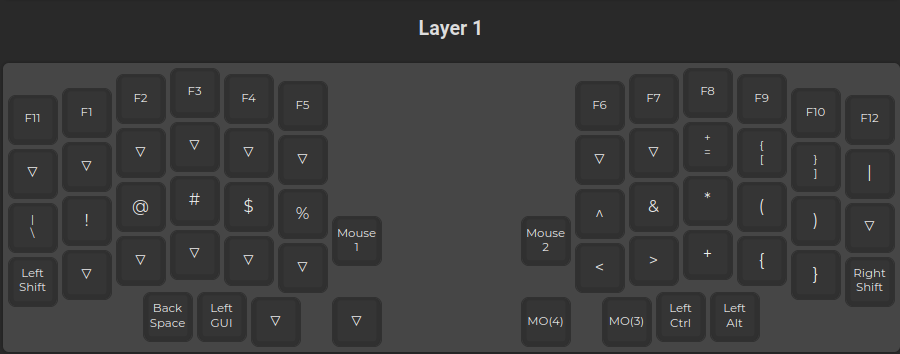 Layer 1
F11 F1 F2 F3 F4 F5 F6 F7 F8 F9 F10 F12
▽ ▽ ▽ ▽ ▽ ▽ ▽ ▽ + = { [ } ] |
| \ ! @ # $ % ^ & * ( ) ▽
Mouse 1 Mouse 2
Left Shift ▽ ▽ ▽ ▽ ▽ < > + { } Right Shift
Back Space Left GUI ▽ ▽ MO(4) MO(3) Left Ctrl Left Alt